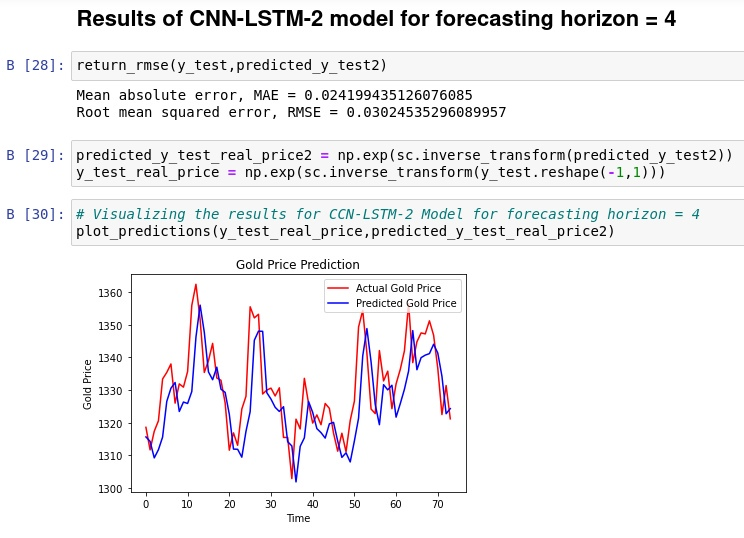 Results of CNN-LSTM-2 model for forecasting horizon = 4
B [28]: return_rmse(y_test,predicted_y_test2)
Mean absolute error, MAE = 0.024199435126076085
Root mean squared error, RMSE = 0.03024535296089957
B [29]: predicted_y_test_real_price2 = np.exp(sc.inverse_transform(predicted_y_test2))
y_test_real_price = np.exp(sc.inverse_transform(y_test.reshape(-1,1)))
B [30]: # Visualizing the results for CCN-LSTM-2 Model for forecasting horizon = 4
plot_predictions(y_test_real_price,predicted_y_test_real_price2)
Gold Price Prediction
Actual Gold Price
Predicted Gold Price
Gold Price
1360
1350
1340
1330
1320
1310
1300
0 10 20 30 40 50 60 70
Time